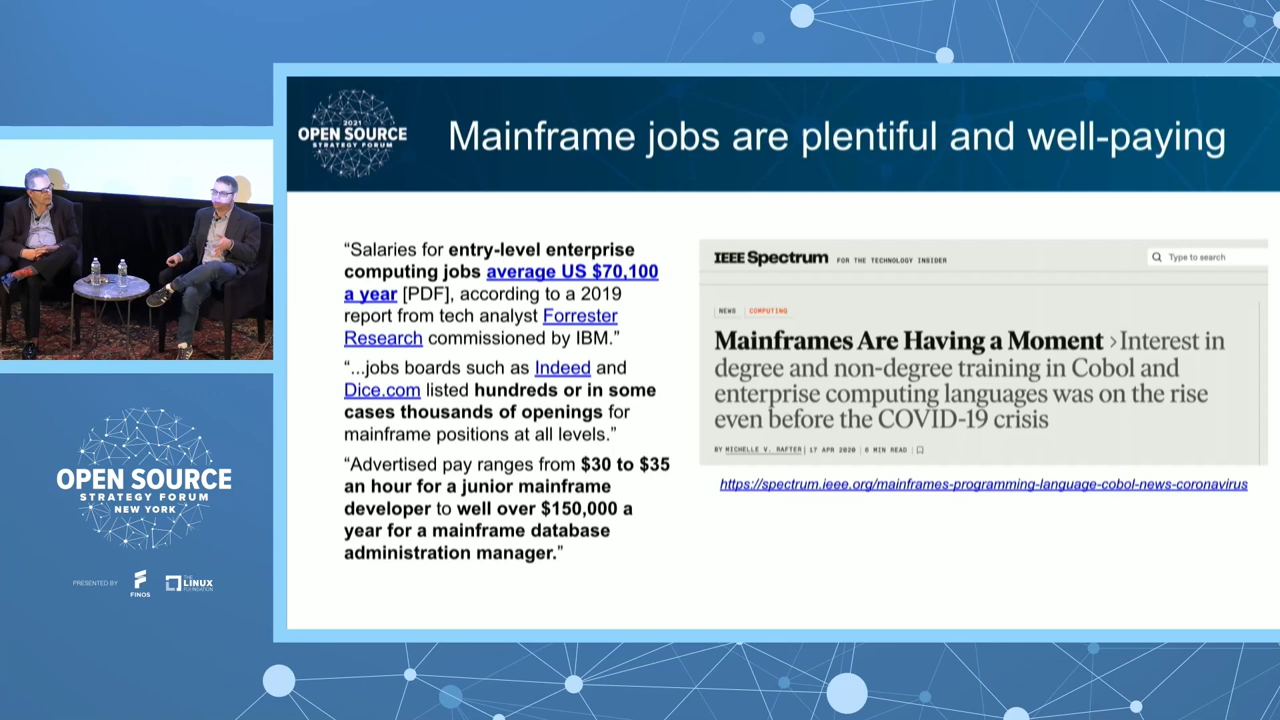 2021
OPEN SOURCE
STRATEGY FORUM
Mainframe jobs are plentiful and well-paying
“Salaries for entry-level enterprise
computing jobs average US $70,100
a year [PDF], according to a 2019
report from tech analyst Forrester
Research commissioned by IBM.”
“...jobs boards such as Indeed and
Dice.com listed hundreds or in some
cases thousands of openings for
mainframe positions at all levels.”
“Advertised pay ranges from $30 to $35
an hour for a junior mainframe
developer to well over $150,000 a
year for a mainframe database
administration manager.”
IEEE Spectrum FOR THE TECHNOLOGY INSIDER
Type to search
NEWS COMPUTING
Mainframes Are Having a Moment › Interest in
degree and non-degree training in Cobol and
enterprise computing languages was on the rise
even before the COVID-19 crisis
BY MICHELLE V. RAFTER | 17 APR 2020 | 6 MIN READ |
https://spectrum.ieee.org/mainframes-programming-language-cobol-news-coronavirus
OPEN SOURCE
STRATEGY FORUM
NEW YORK
PRESENTED BY
FINOS
THE
LINUX
FOUNDATION